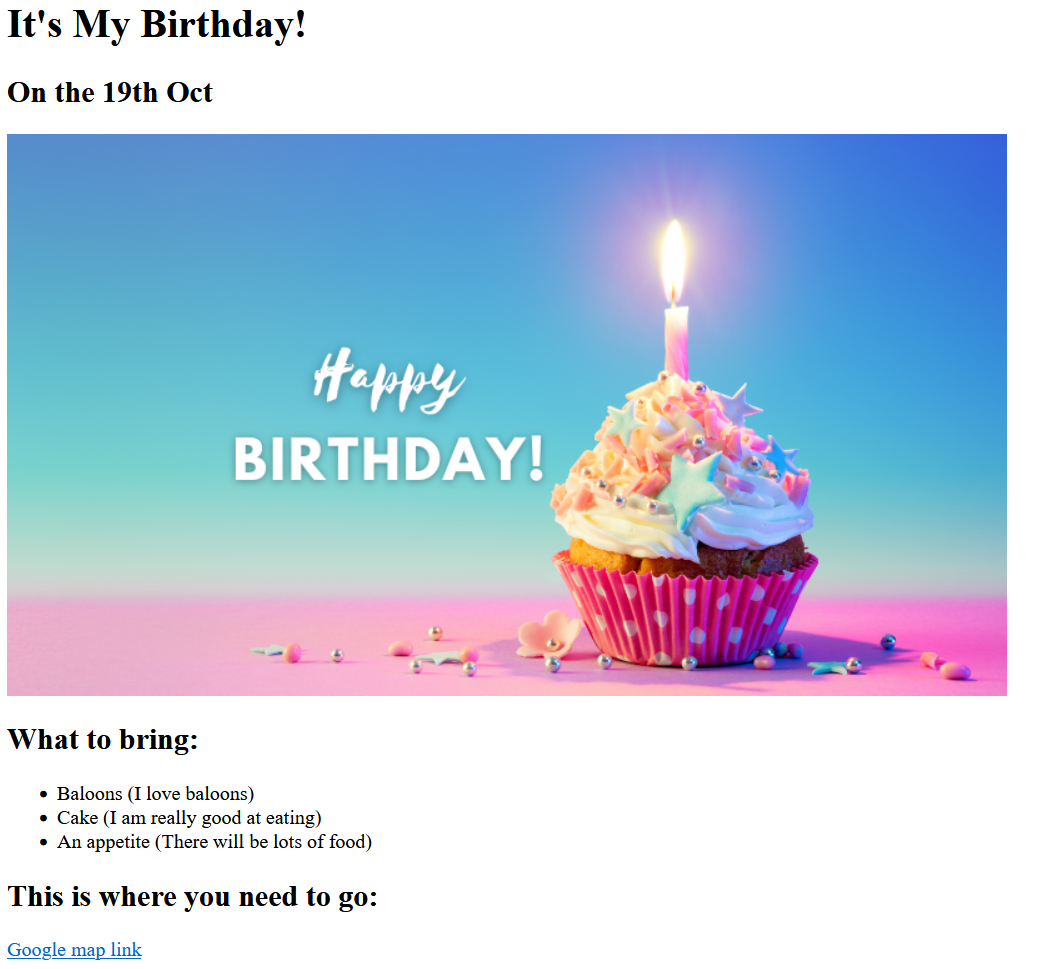 It's My Birthday!
On the 19th Oct
Happy
BIRTHDAY!
What to bring:
Baloons (I love baloons)
Cake (I am really good at eating)
An appetite (There will be lots of food)
This is where you need to go:
Google map link